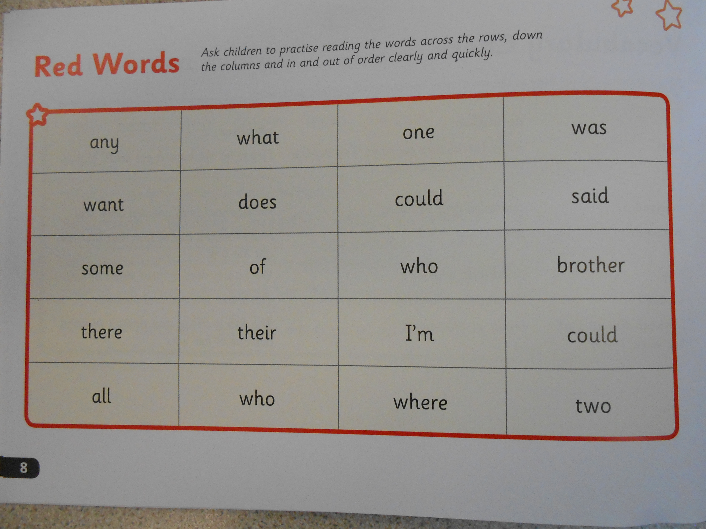 Red Words
Ask children to practise reading the words across the rows, down
the columns and in and out of order clearly and quickly.
any what one was
want does could said
some of who brother
there their I'm could
all who where two
8